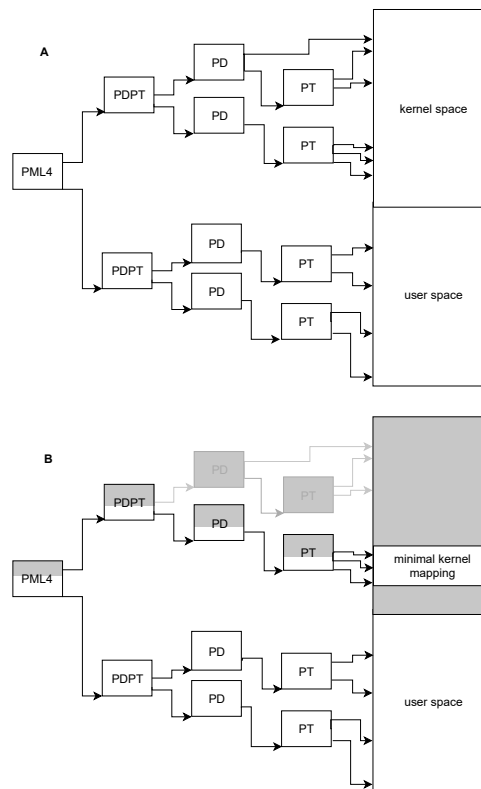 A
PD
PDPT
PT
PD
kernel space
PT
PML4
PD
PDPT
PT
PD
user space
PT
B
PD
PDPT
PT
PD
PT
minimal kernel
mapping
PML4
PD
PDPT
PT
PD
user space
PT